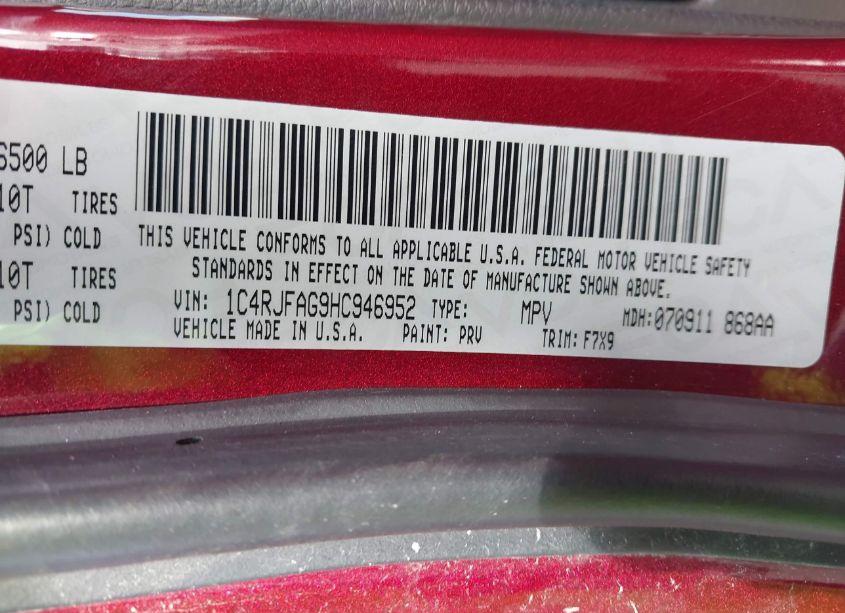 6500 LB
10T TIRES
PSI) COLD
10T TIRES
PSI) COLD
THIS VEHICLE CONFORMS TO ALL APPLICABLE U.S.A. FEDERAL MOTOR VEHICLE SAFETY
STANDARDS IN EFFECT ON THE DATE OF MANUFACTURE SHOWN ABOVE.
VIN: 1C4RJFAG9HC946952 TYPE: MPV MDH:070911 868AA
VEHICLE MADE IN U.S.A. PAINT: PRV TRIM: F7X9